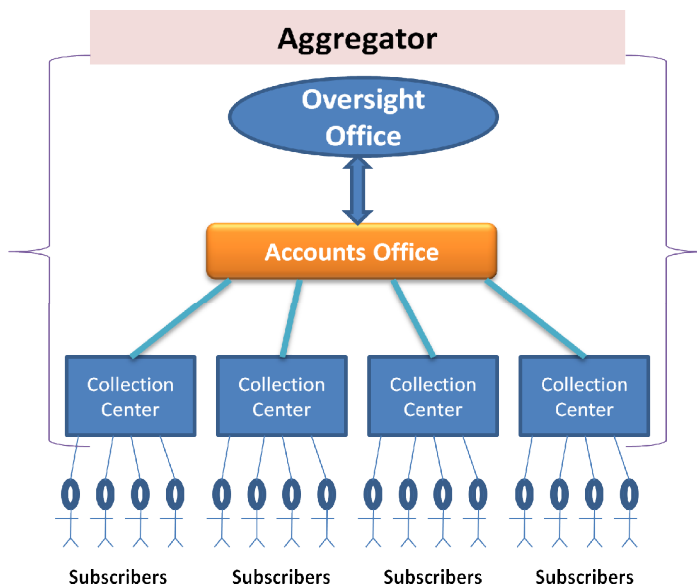 Aggregator
Oversight
Office
Accounts Office
Collection
Center
Collection
Center
Collection
Center
Collection
Center
Subscribers
Subscribers
Subscribers
Subscribers